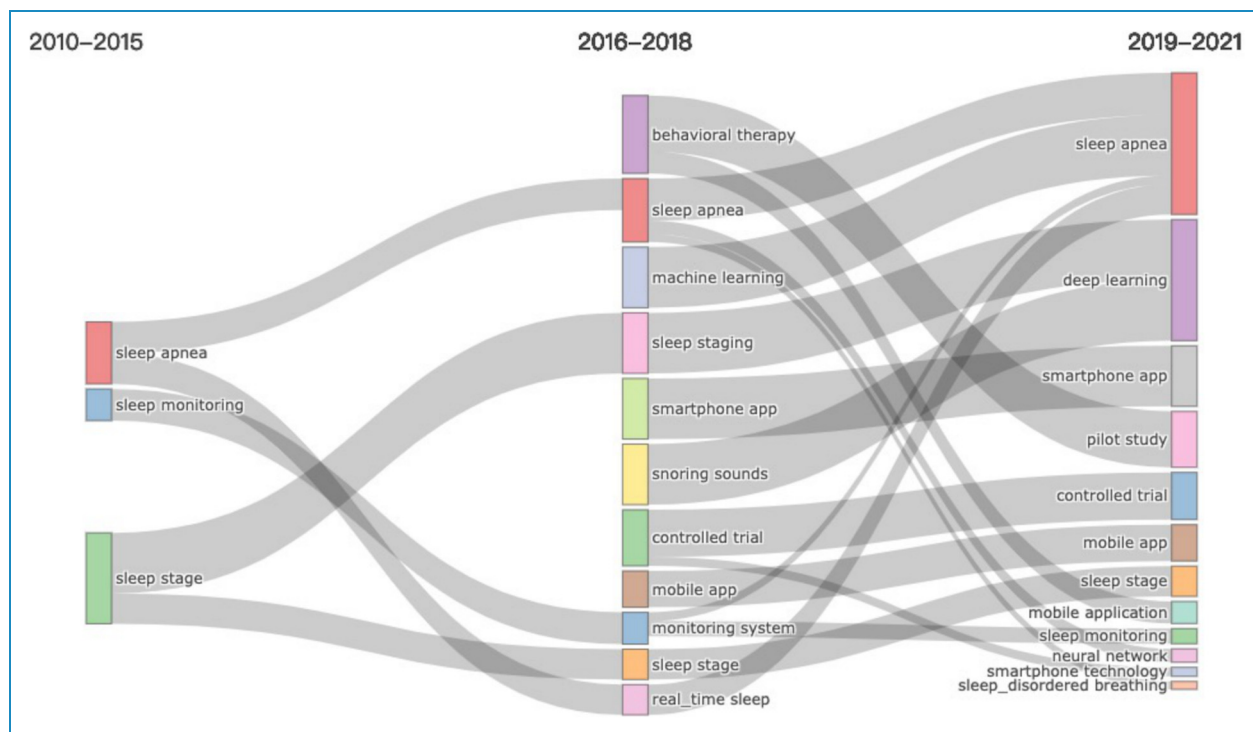 2010–2015
2016–2018
2019–2021
sleep apnea
sleep monitoring
sleep stage
behavioral therapy
sleep apnea
machine learning
sleep staging
smartphone app
snoring sounds
controlled trial
mobile app
monitoring system
sleep stage
real_time sleep
sleep apnea
deep learning
smartphone app
pilot study
controlled trial
mobile app
sleep stage
mobile application
sleep monitoring
neural network
smartphone technology
sleep_disordered breathing